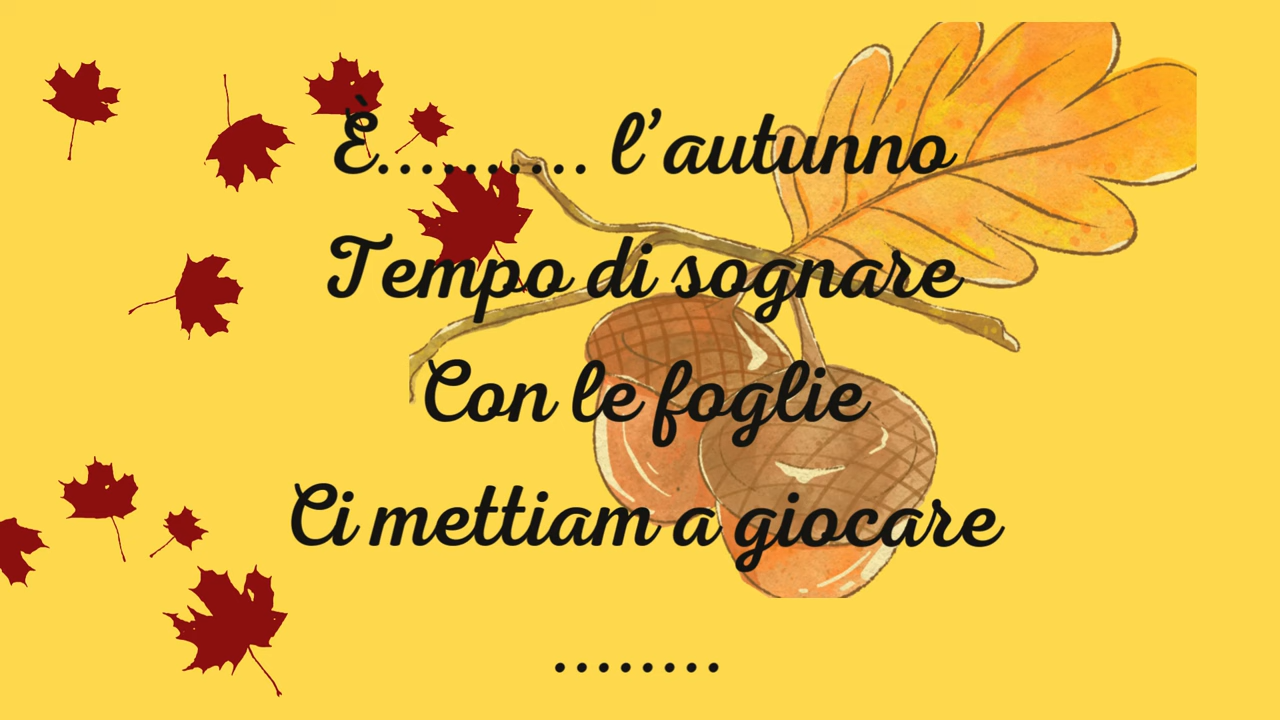 È.......... l'autunno
Tempo di sognare
Con le foglie
Ci mettiam a giocare
........